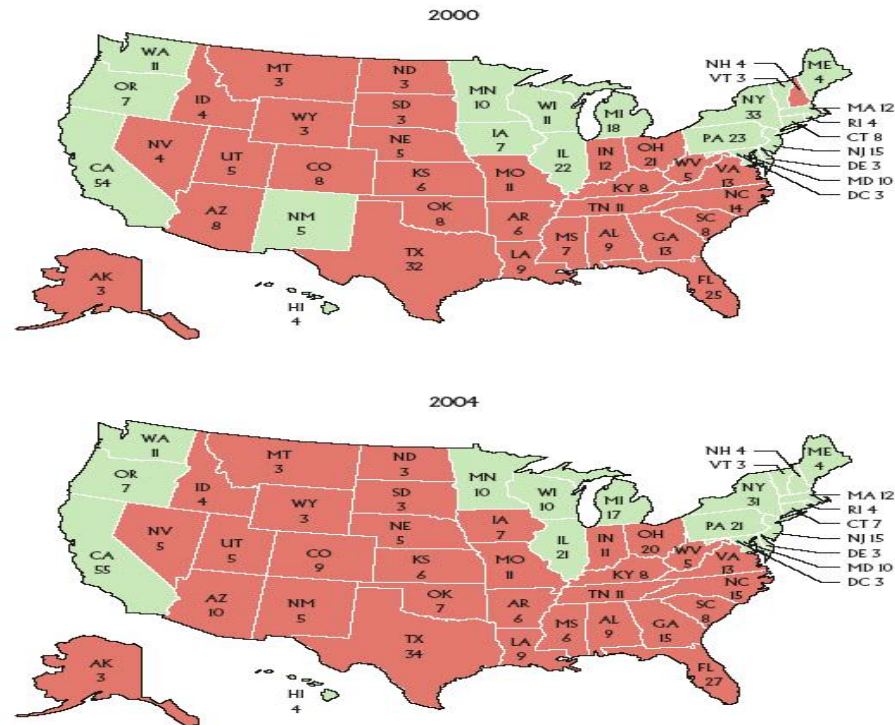 2000
WA
11
OR
7
CA
54
ID
4
NV
4
MT
3
WY
3
UT
5
AZ
8
CO
8
NM
5
ND
3
SD
3
NE
5
KS
6
OK
8
TX
32
MN
10
IA
7
MO
11
AR
6
LA
9
WI
11
IL
22
MI
18
IN
12
OH
21
KY 8
TN 11
MS
7
AL
9
GA
13
FL
25
SC
8
NC
14
VA
13
WV
5
PA 23
NY
33
ME
4
NH 4
VT 3
MA 12
RI 4
CT 8
NJ 15
DE 3
MD 10
DC 3
AK
3
HI
4
2004
WA
11
OR
7
CA
55
ID
4
NV
5
MT
3
WY
3
UT
5
AZ
10
CO
9
NM
5
ND
3
SD
3
NE
5
KS
6
OK
7
TX
34
MN
10
IA
7
MO
11
AR
6
LA
9
WI
10
IL
21
MI
17
IN
11
OH
20
KY 8
TN 11
MS
6
AL
9
GA
15
FL
27
SC
8
NC
15
VA
13
WV
5
PA 21
NY
31
ME
4
NH 4
VT 3
MA 12
RI 4
CT 7
NJ 15
DE 3
MD 10
DC 3
AK
3
HI
4